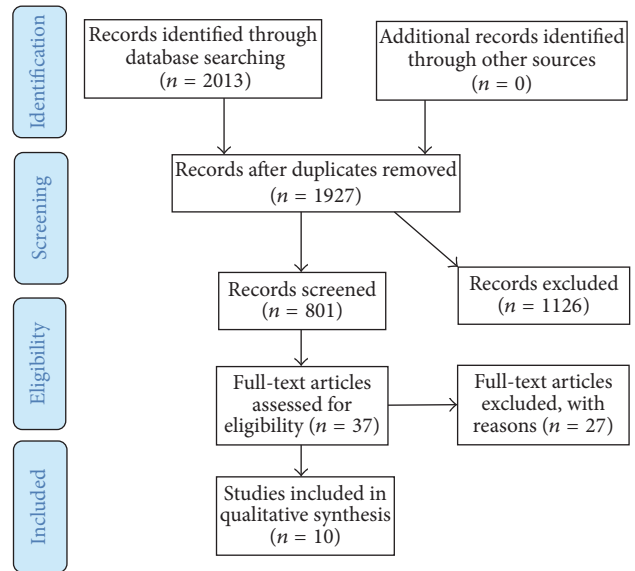 Identification
Records identified through
database searching
(n = 2013)
Additional records identified
through other sources
(n = 0)
Screening
Records after duplicates removed
(n = 1927)
Records screened
(n = 801)
Records excluded
(n = 1126)
Eligibility
Full-text articles
assessed for
eligibility (n = 37)
Full-text articles
excluded, with
reasons (n = 27)
Included
Studies included in
qualitative synthesis
(n = 10)